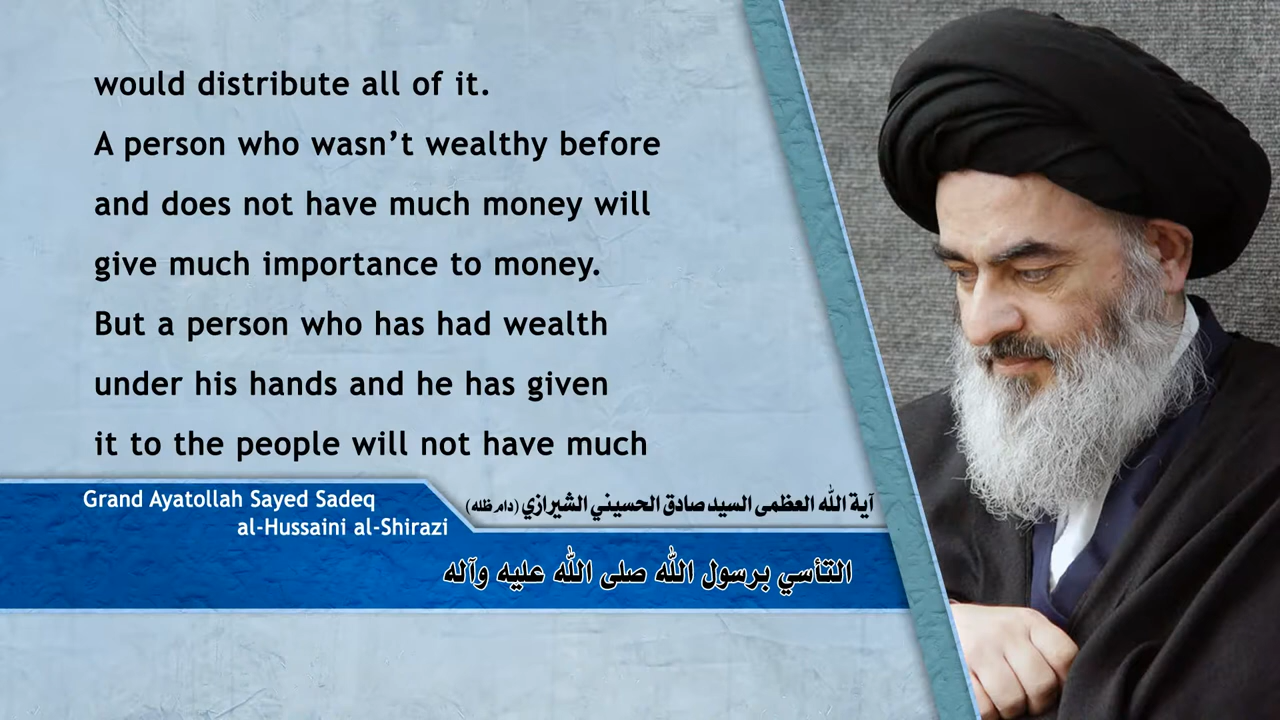 would distribute all of it.
A person who wasn’t wealthy before
and does not have much money will
give much importance to money.
But a person who has had wealth
under his hands and he has given
it to the people will not have much
Grand Ayatollah Sayed Sadeq
al-Hussaini al-Shirazi
آية الله العظمى السيد صادق الحسيني الشيرازي (دام ظله)
التأسي برسول الله صلى الله عليه وآله